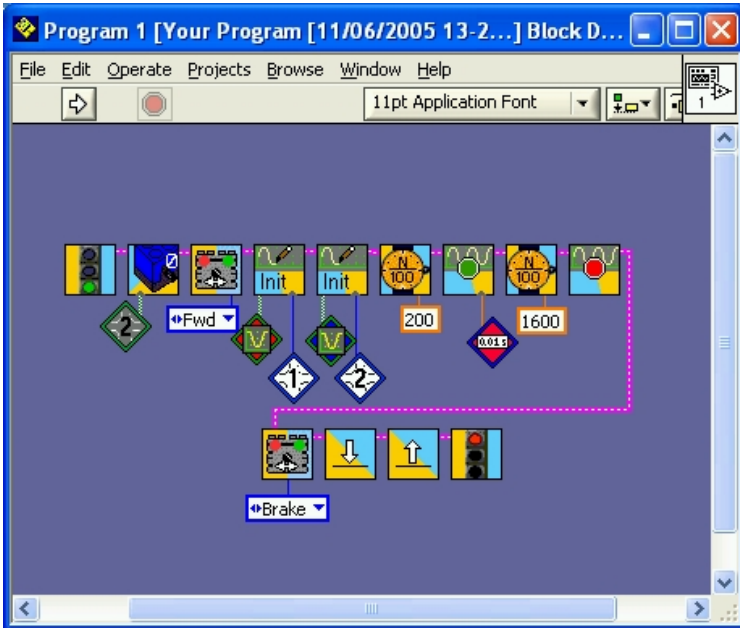 Program 1 [Your Program [11/06/2005 13-2...] Block D...
File Edit Operate Projects Browse Window Help
11pt Application Font
1
0 Init Init N/100 N/100
2 Fwd 200 0.01 s 1600
1 2
Brake